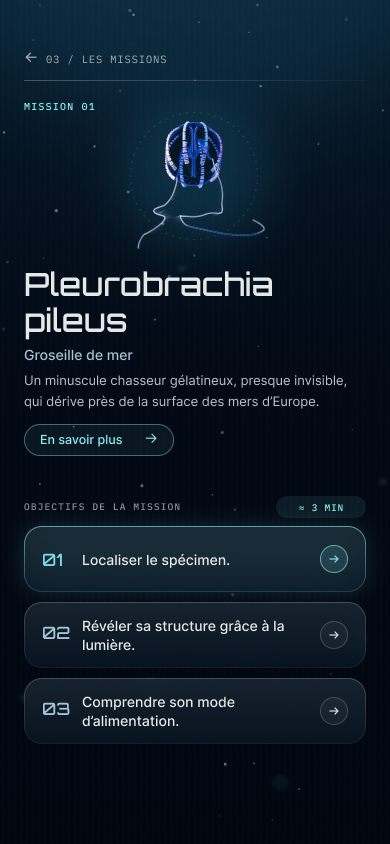 ← 03 / LES MISSIONS
MISSION 01
Pleurobrachia
pileus
Groseille de mer
Un minuscule chasseur gélatineux, presque invisible,
qui dérive près de la surface des mers d’Europe.
En savoir plus →
OBJECTIFS DE LA MISSION
≈ 3 MIN
01 Localiser le spécimen. →
02 Révéler sa structure grâce à la
lumière. →
03 Comprendre son mode
d’alimentation. →